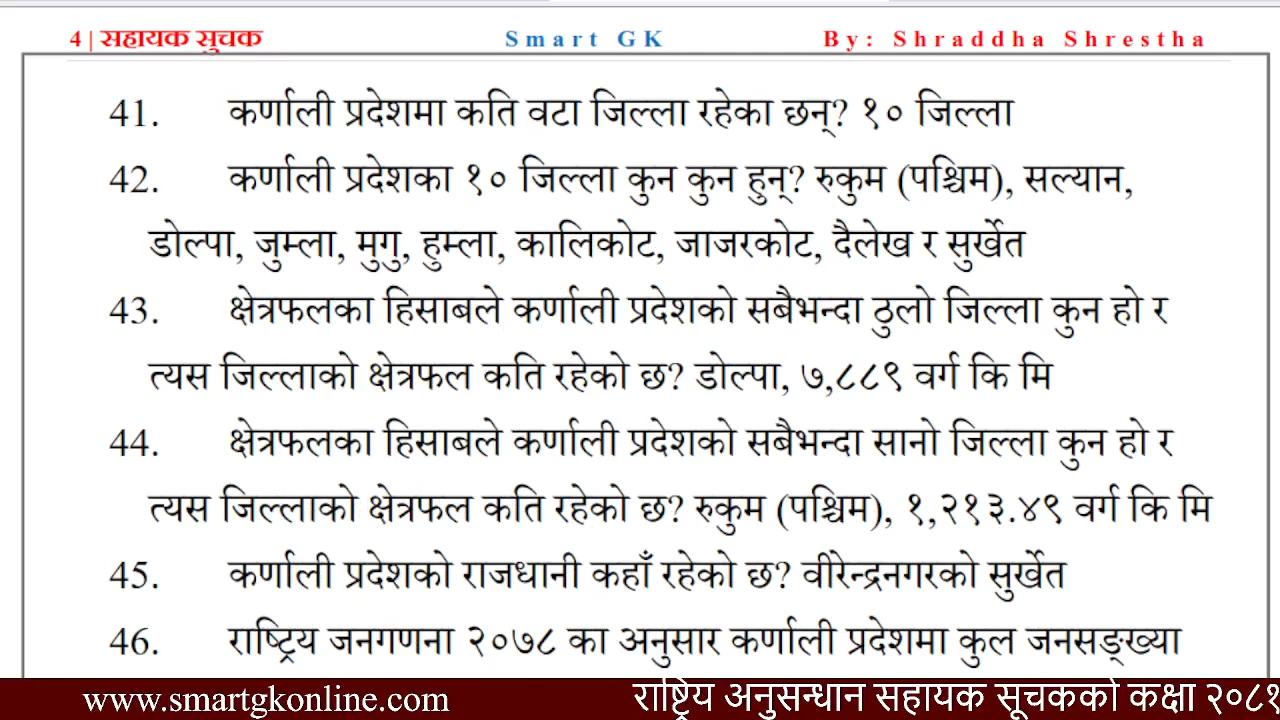 4 | सहायक सुचक Smart GK By: Shraddha Shrestha
41. कर्णाली प्रदेशमा कति वटा जिल्ला रहेका छन्? १० जिल्ला
42. कर्णाली प्रदेशका १० जिल्ला कुन कुन हुन्? रुकुम (पश्चिम), सल्यान,
डोल्पा, जुम्ला, मुगु, हुम्ला, कालिकोट, जाजरकोट, दैलेख र सुर्खेत
43. क्षेत्रफलका हिसाबले कर्णाली प्रदेशको सबैभन्दा ठुलो जिल्ला कुन हो र
त्यस जिल्लाको क्षेत्रफल कति रहेको छ? डोल्पा, ७,८८९ वर्ग कि मि
44. क्षेत्रफलका हिसाबले कर्णाली प्रदेशको सबैभन्दा सानो जिल्ला कुन हो र
त्यस जिल्लाको क्षेत्रफल कति रहेको छ? रुकुम (पश्चिम), १,२१३.४९ वर्ग कि मि
45. कर्णाली प्रदेशको राजधानी कहाँ रहेको छ? वीरेन्द्रनगरको सुर्खेत
46. राष्ट्रिय जनगणना २०७८ का अनुसार कर्णाली प्रदेशमा कुल जनसङ्ख्या
www.smartgkonline.com राष्ट्रिय अनुसन्धान सहायक सूचकको कक्षा २०८१